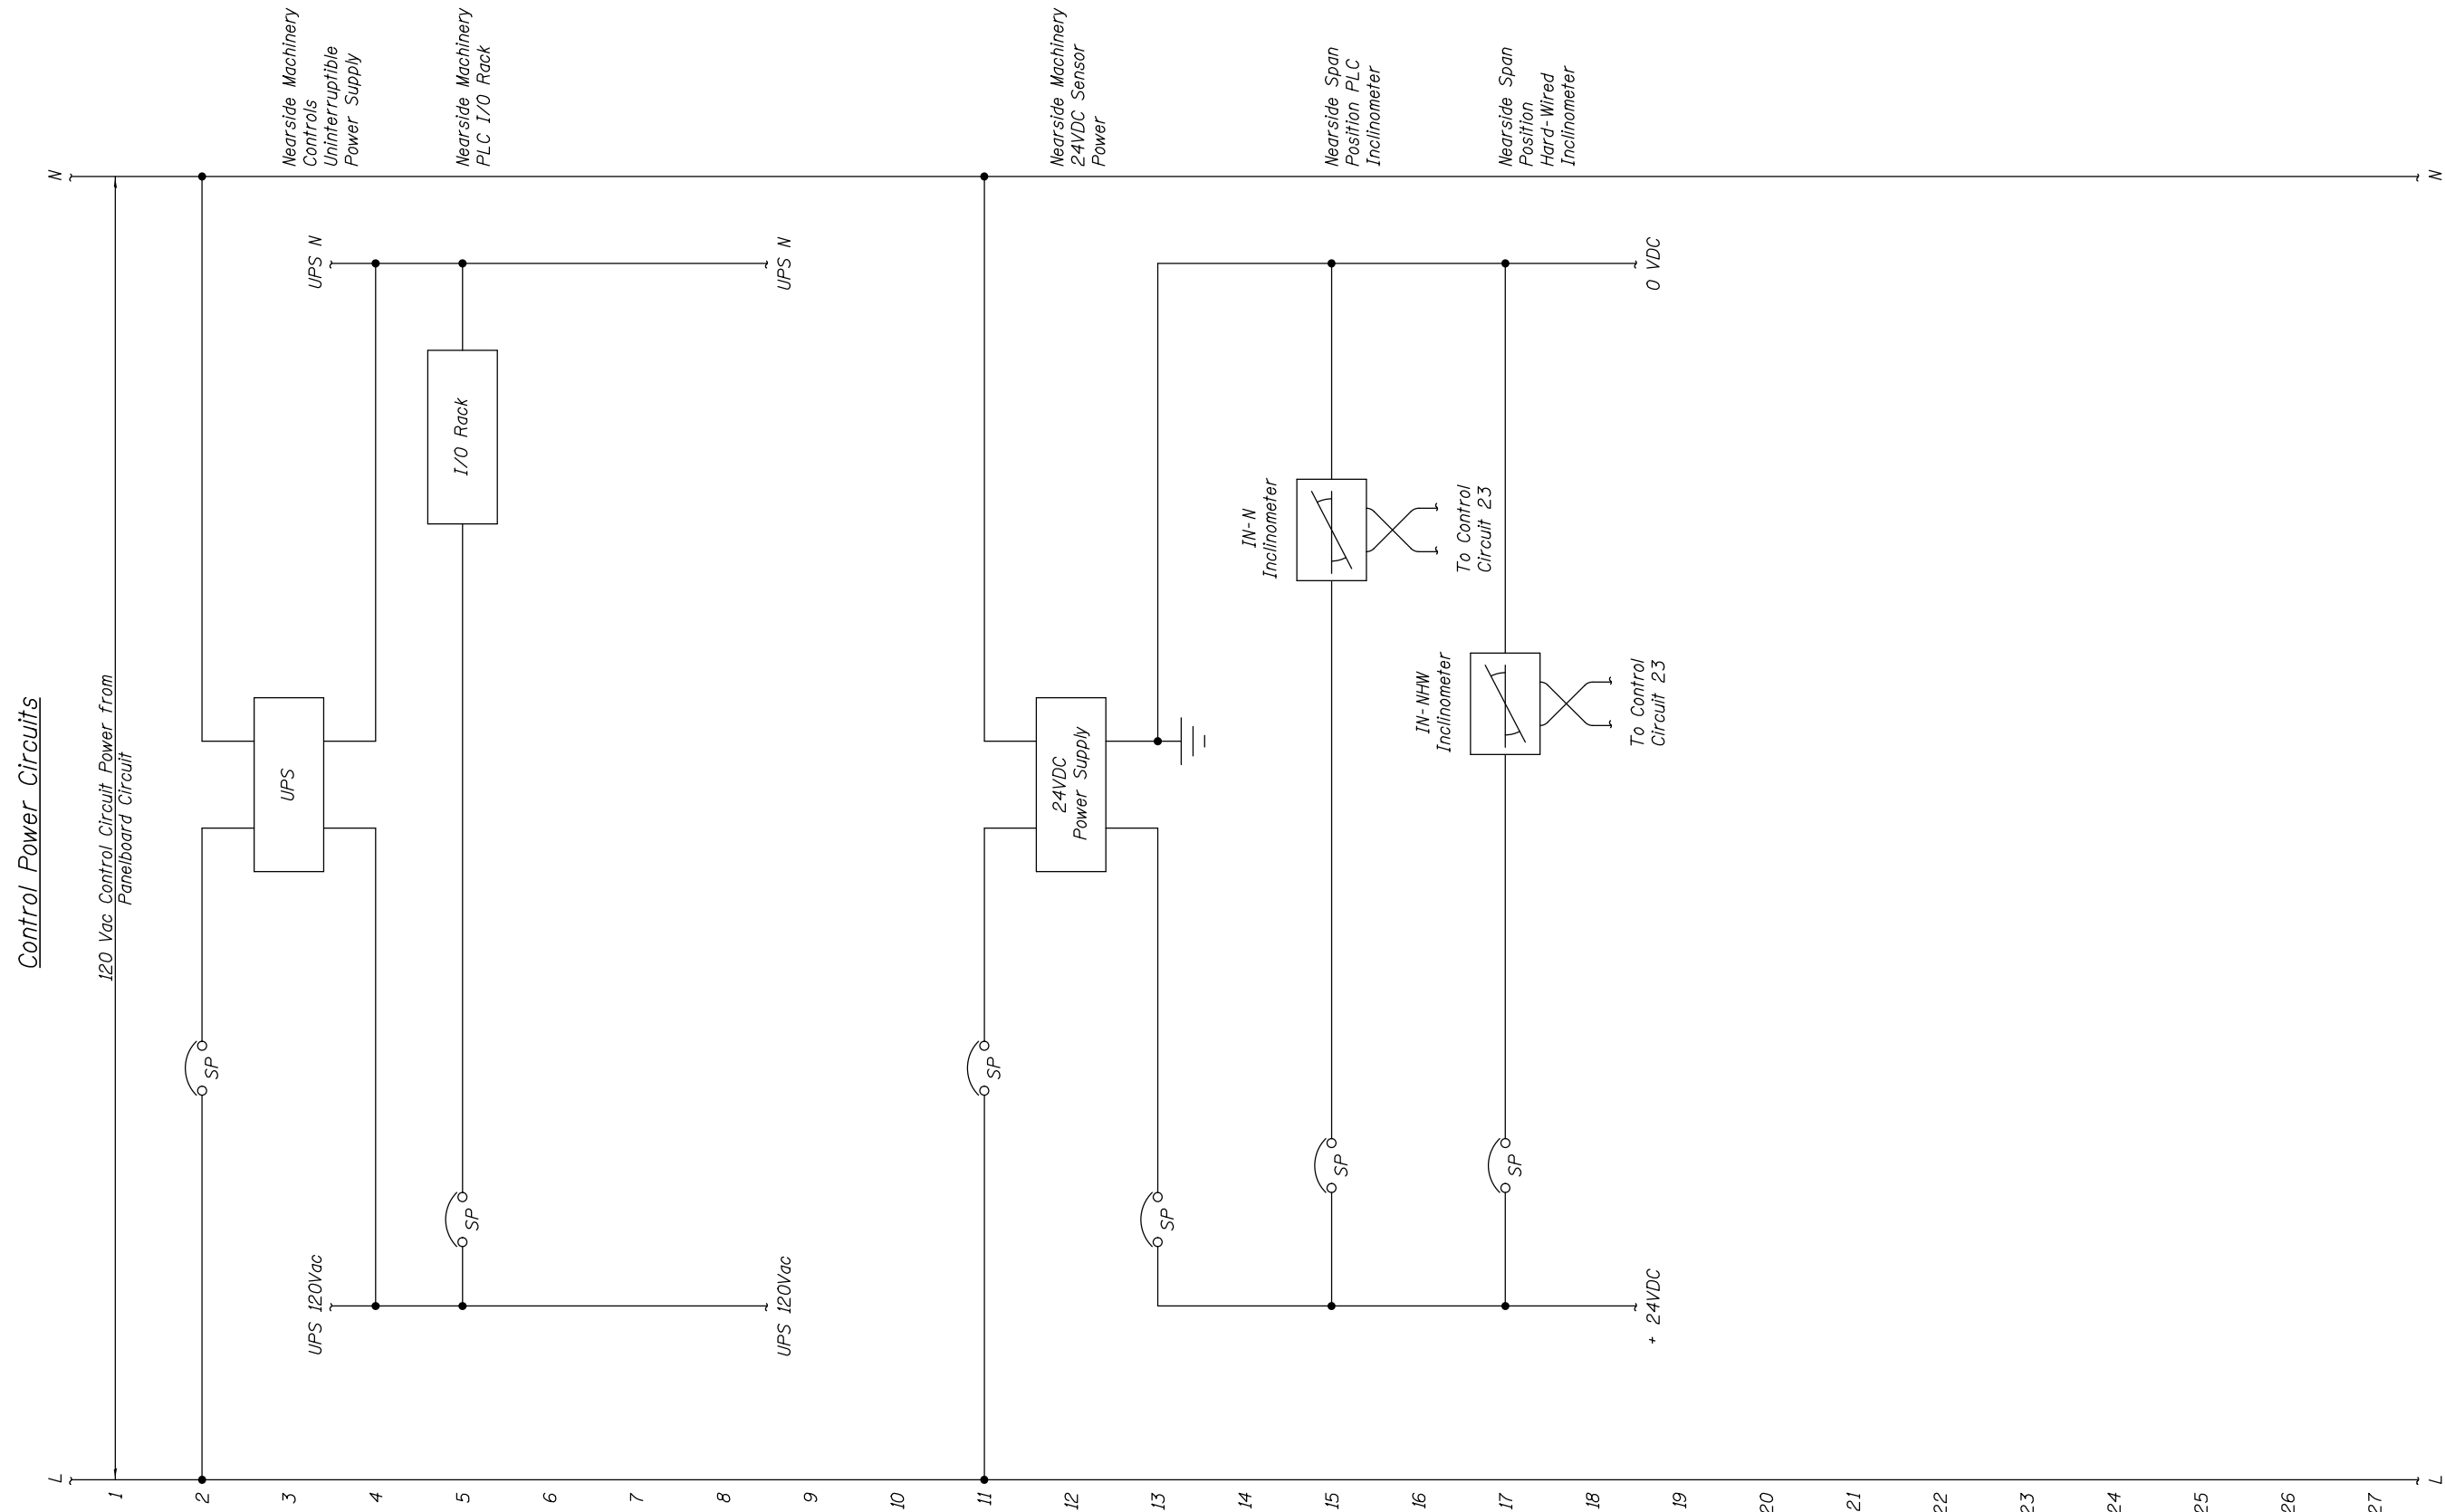 Control Power Circuits
L
N
1
120 Vac Control Circuit Power from
Panelboard Circuit
2
SP
3
UPS
Nearside Machinery
Controls
Uninterruptible
Power Supply
UPS 120Vac
UPS N
4
5
SP
I/O Rack
Nearside Machinery
PLC I/O Rack
6
7
8
9
UPS 120Vac
UPS N
10
11
SP
12
24VDC
Power Supply
Nearside Machinery
24VDC Sensor
Power
13
SP
14
IN-N
Inclinometer
15
SP
Nearside Span
Position PLC
Inclinometer
16
To Control
Circuit 23
IN-NHW
Inclinometer
17
SP
Nearside Span
Position
Hard-Wired
Inclinometer
18
To Control
Circuit 23
+ 24VDC
0 VDC
19
20
21
22
23
24
25
26
27
L
N